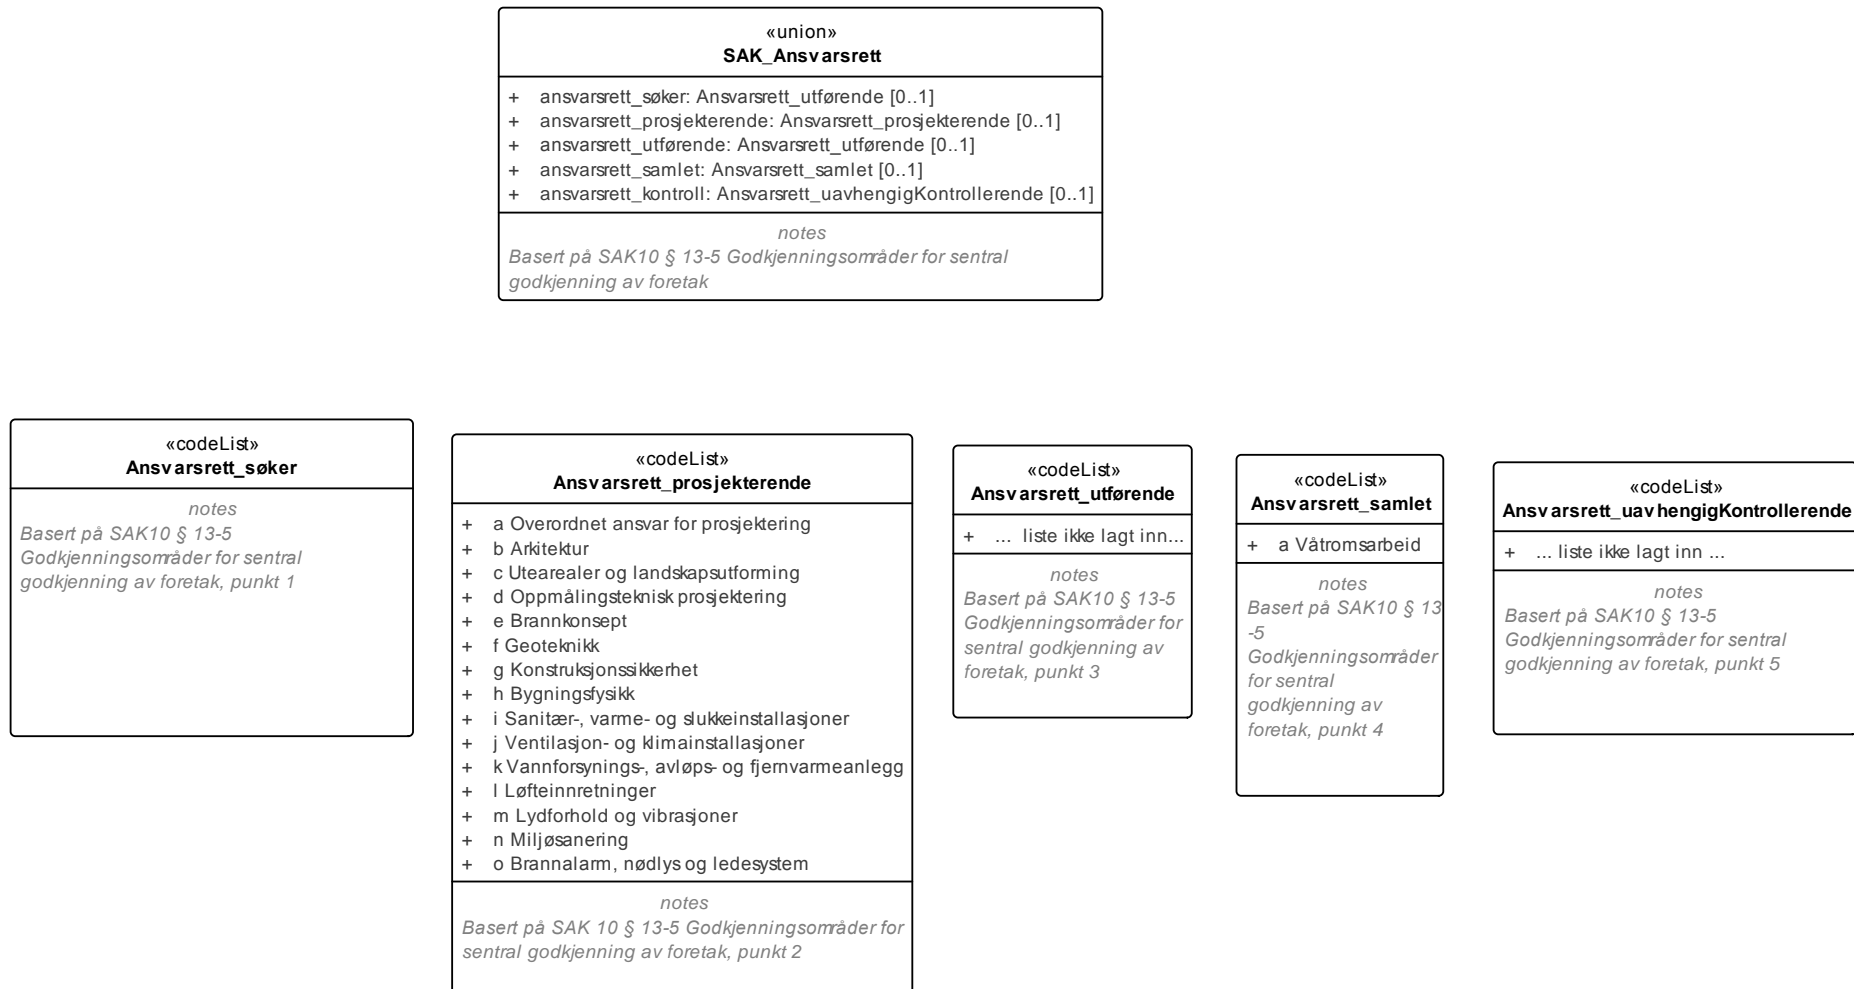 «union»
SAK_Ansvarsrett
+ ansvarsrett_søker: Ansvarsrett_utførende [0..1]
+ ansvarsrett_prosjekterende: Ansvarsrett_prosjekterende [0..1]
+ ansvarsrett_utførende: Ansvarsrett_utførende [0..1]
+ ansvarsrett_samlet: Ansvarsrett_samlet [0..1]
+ ansvarsrett_kontroll: Ansvarsrett_uavhengigKontrollerende [0..1]
notes
Basert på SAK10 § 13-5 Godkjenningsområder for sentral
godkjenning av foretak
«codeList»
Ansvarsrett_søker
notes
Basert på SAK10 § 13-5
Godkjenningsområder for sentral
godkjenning av foretak, punkt 1
«codeList»
Ansvarsrett_prosjekterende
+ a Overordnet ansvar for prosjektering
+ b Arkitektur
+ c Utearealer og landskapsutforming
+ d Oppmålingsteknisk prosjektering
+ e Brannkonsept
+ f Geoteknikk
+ g Konstruksjonssikkerhet
+ h Bygningsfysikk
+ i Sanitær-, varme- og slukkeinstallasjoner
+ j Ventilasjon- og klimainstallasjoner
+ k Vannforsynings-, avløps- og fjernvarmeanlegg
+ l Løfteinnretninger
+ m Lydforhold og vibrasjoner
+ n Miljøsanering
+ o Brannalarm, nødlys og ledesystem
notes
Basert på SAK 10 § 13-5 Godkjenningsområder for
sentral godkjenning av foretak, punkt 2
«codeList»
Ansvarsrett_utførende
+ ... liste ikke lagt inn...
notes
Basert på SAK10 § 13-5
Godkjenningsområder for
sentral godkjenning av
foretak, punkt 3
«codeList»
Ansvarsrett_samlet
+ a Våtromsarbeid
notes
Basert på SAK10 § 13
-5
Godkjenningsområder
for sentral
godkjenning av
foretak, punkt 4
«codeList»
Ansvarsrett_uavhengigKontrollerende
+ ... liste ikke lagt inn ...
notes
Basert på SAK10 § 13-5
Godkjenningsområder for sentral
godkjenning av foretak, punkt 5